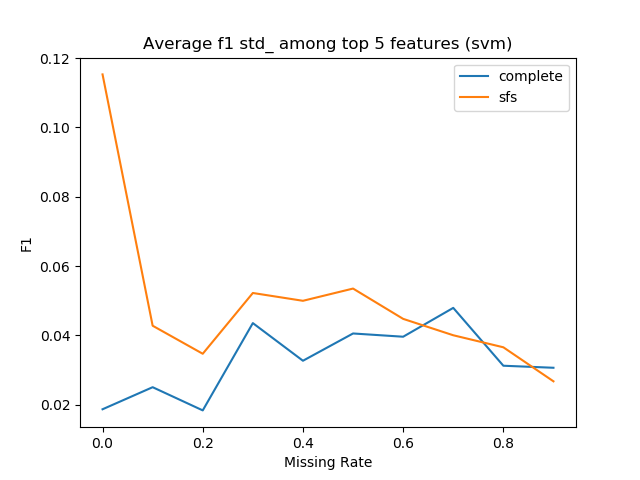 Average f1 std_ among top 5 features (svm)
complete
sfs
0.12
0.10
0.08
0.06
0.04
0.02
F1
0.0 0.2 0.4 0.6 0.8
Missing Rate